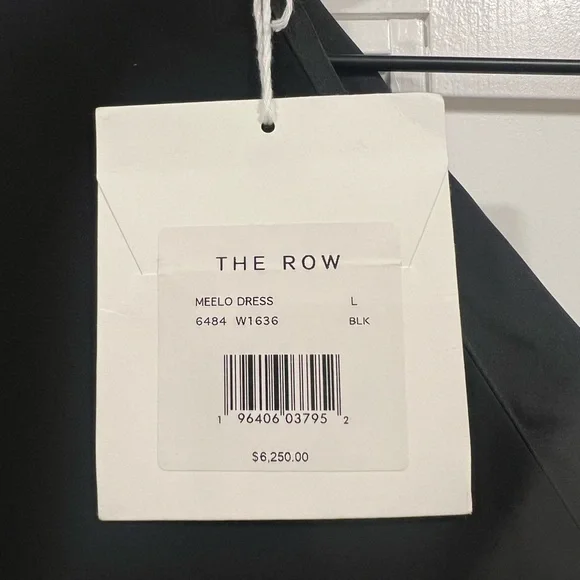 THE ROW
MEELO DRESS L
6484 W1636 BLK
1 96406 03795 2
$6,250.00